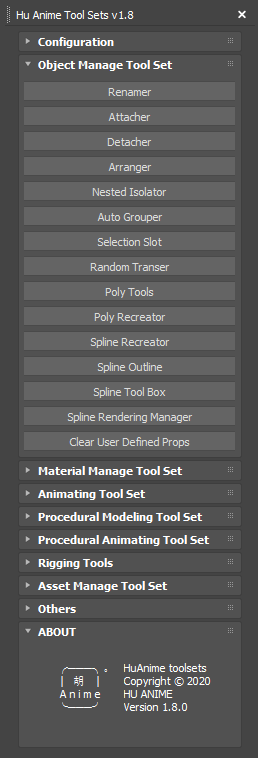 Hu Anime Tool Sets v1.8
Configuration
Object Manage Tool Set
Renamer
Attacher
Detacher
Arranger
Nested Isolator
Auto Grouper
Selection Slot
Random Transer
Poly Tools
Poly Recreator
Spline Recreator
Spline Outline
Spline Tool Box
Spline Rendering Manager
Clear User Defined Props
Material Manage Tool Set
Animating Tool Set
Procedural Modeling Tool Set
Procedural Animating Tool Set
Rigging Tools
Asset Manage Tool Set
Others
ABOUT
胡
Anime
HuAnime toolsets
Copyright © 2020
HU ANIME
Version 1.8.0